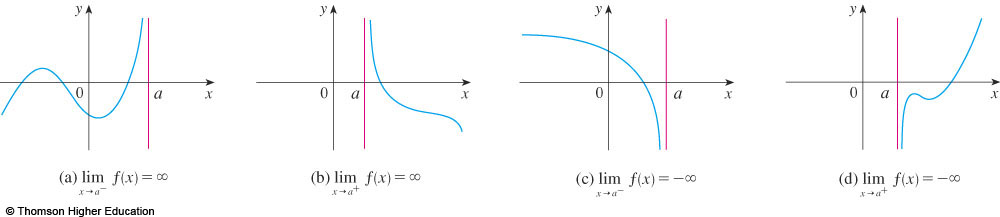 y
0
a
x
(a) lim x→a⁻ f(x) = ∞
y
0
a
x
(b) lim x→a⁺ f(x) = ∞
y
0
a
x
(c) lim x→a⁻ f(x) = −∞
y
0
a
x
(d) lim x→a⁺ f(x) = −∞
© Thomson Higher Education